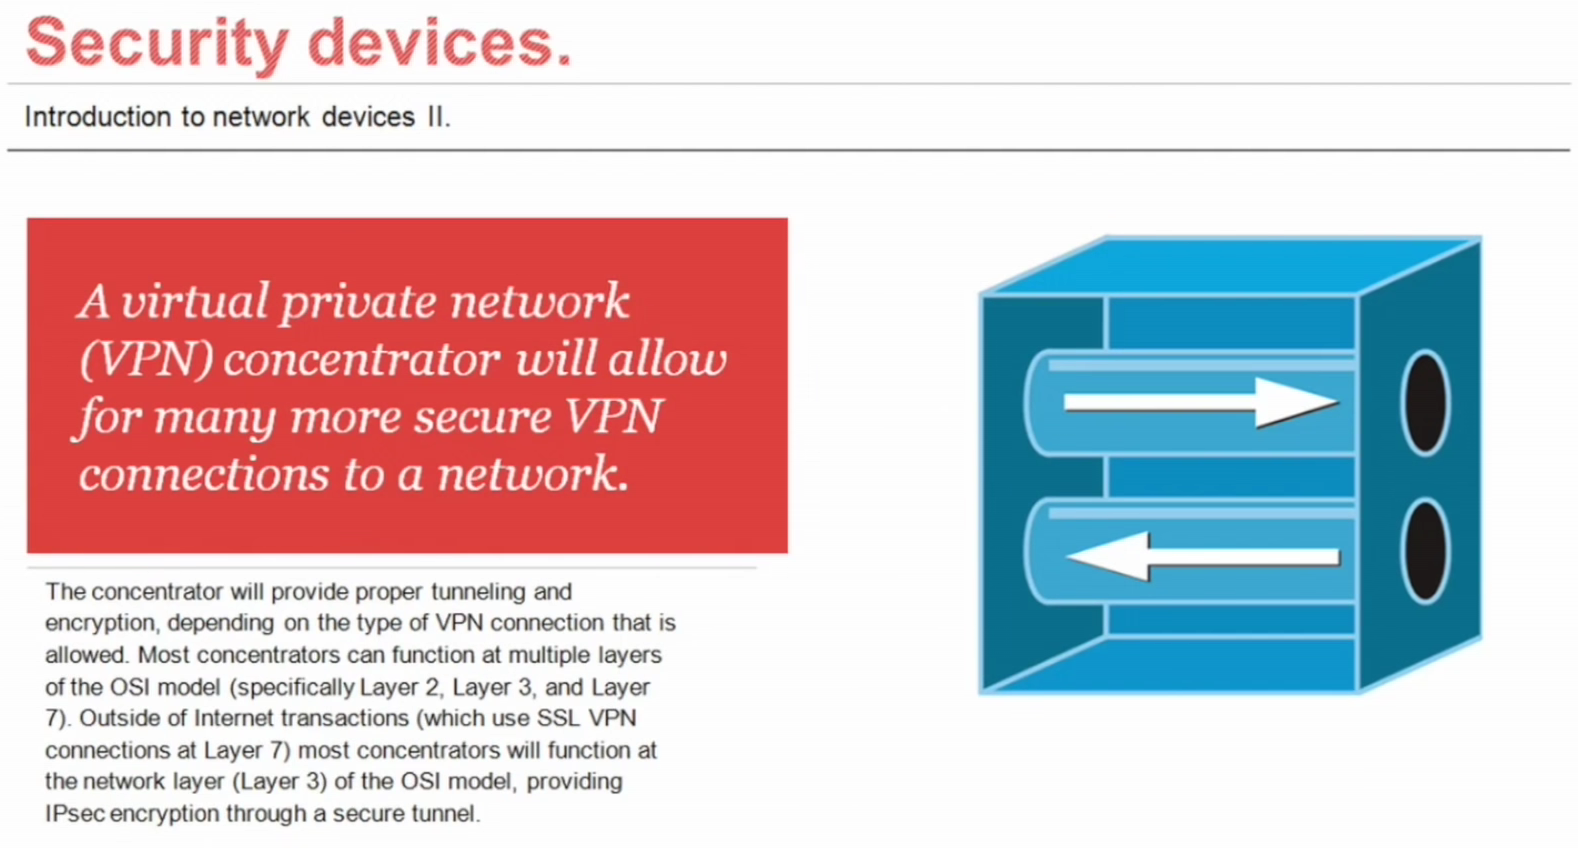 Security devices.
Introduction to network devices II.
A virtual private network
(VPN) concentrator will allow
for many more secure VPN
connections to a network.
The concentrator will provide proper tunneling and
encryption, depending on the type of VPN connection that is
allowed. Most concentrators can function at multiple layers
of the OSI model (specifically Layer 2, Layer 3, and Layer
7). Outside of Internet transactions (which use SSL VPN
connections at Layer 7) most concentrators will function at
the network layer (Layer 3) of the OSI model, providing
IPsec encryption through a secure tunnel.